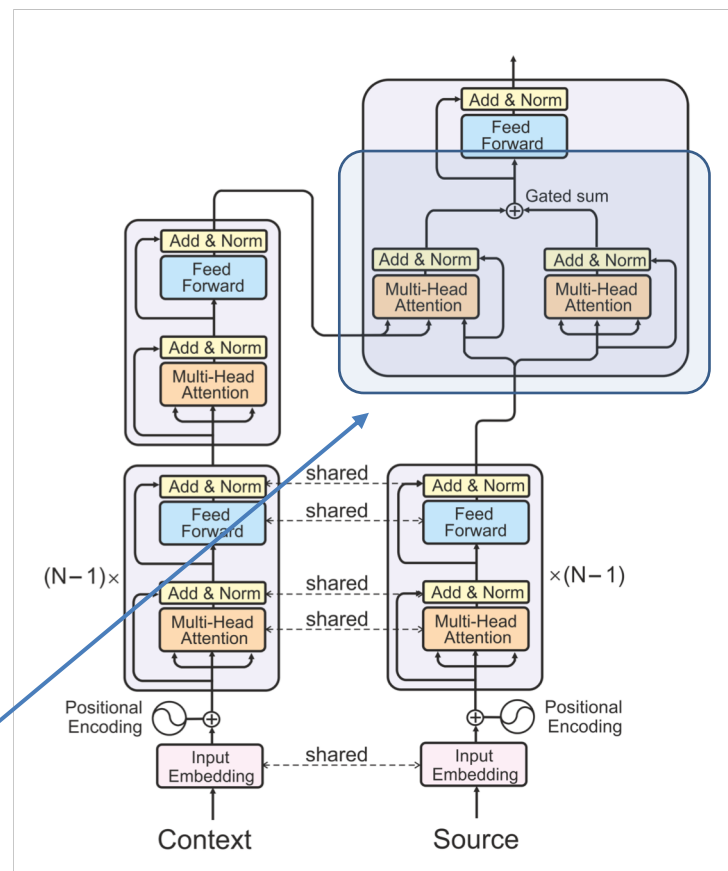 Add & Norm
Feed
Forward
Gated sum
Add & Norm
Multi-Head
Attention
Add & Norm
Multi-Head
Attention
Add & Norm
Feed
Forward
Add & Norm
Multi-Head
Attention
shared
shared
shared
shared
(N−1)×
Add & Norm
Feed
Forward
Add & Norm
Multi-Head
Attention
Add & Norm
Feed
Forward
Add & Norm
Multi-Head
Attention
×(N−1)
Positional
Encoding
Positional
Encoding
Input
Embedding
shared
Input
Embedding
Context
Source